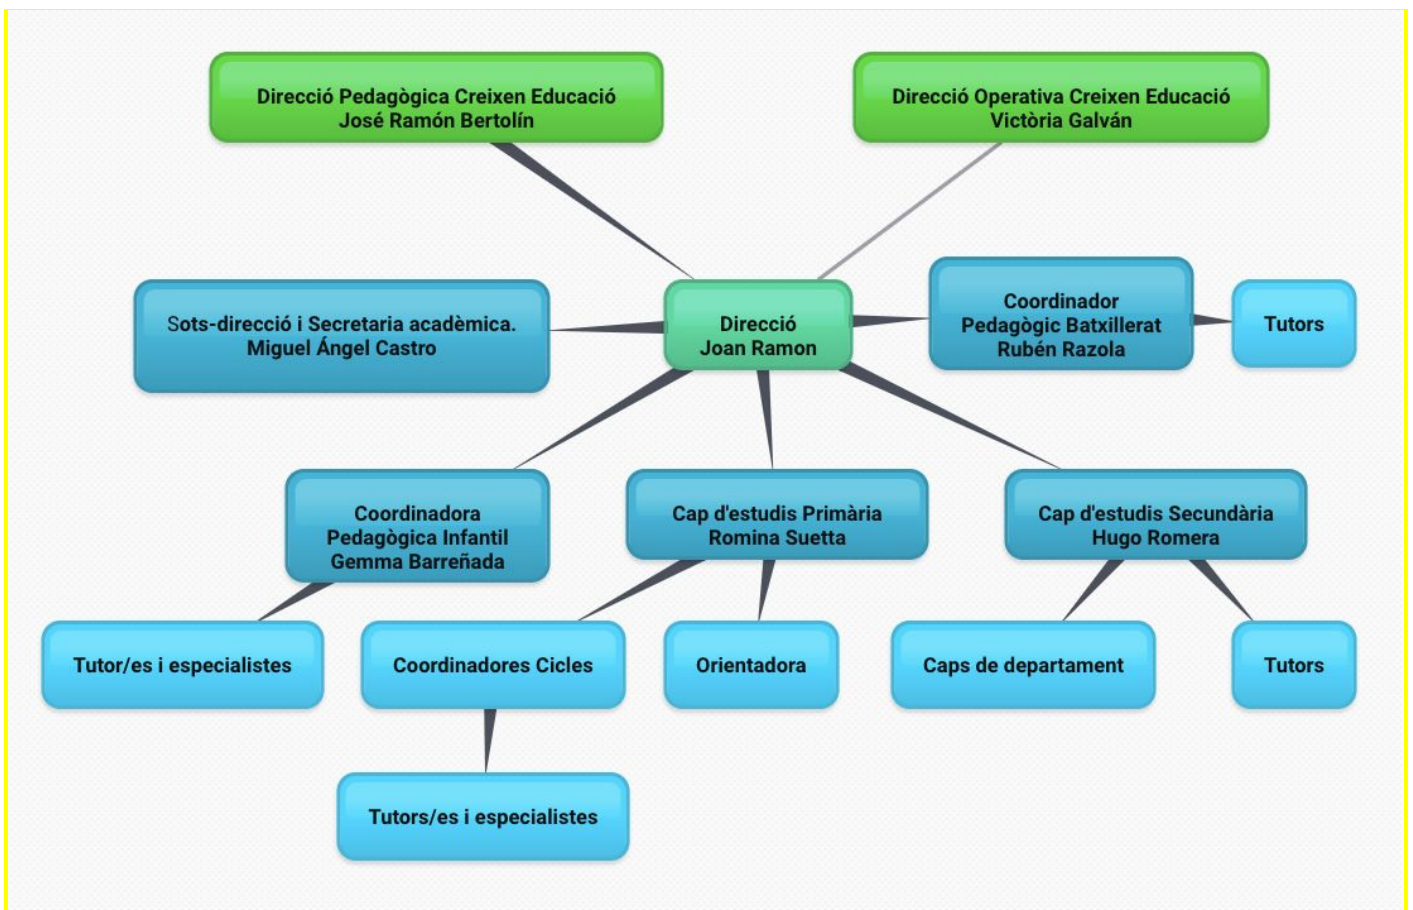 Direcció Pedagògica Creixen Educació
José Ramón Bertolín
Direcció Operativa Creixen Educació
Victòria Galván
Sots-direcció i Secretaria acadèmica.
Miguel Ángel Castro
Direcció
Joan Ramon
Coordinador
Pedagògic Batxillerat
Rubén Razola
Tutors
Coordinadora
Pedagògica Infantil
Gemma Barreñada
Cap d'estudis Primària
Romina Suetta
Cap d'estudis Secundària
Hugo Romera
Tutor/es i especialistes
Coordinadores Cicles
Orientadora
Caps de departament
Tutors
Tutors/es i especialistes